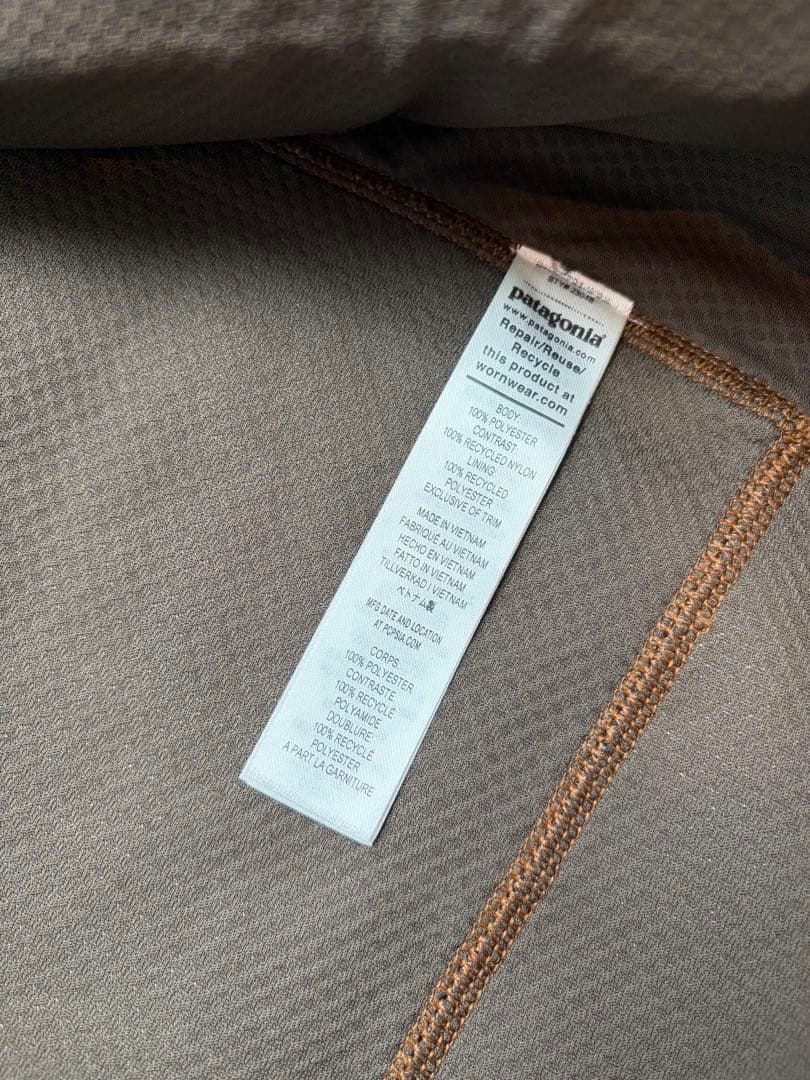 patagonia®
www.patagonia.com
Repair/Reuse/
Recycle
this product at
wornwear.com
BODY:
100% POLYESTER
CONTRAST:
100% RECYCLED NYLON
LINING:
100% RECYCLED
POLYESTER
EXCLUSIVE OF TRIM
MADE IN VIETNAM
FABRIQUÉ AU VIETNAM
HECHO EN VIETNAM
FATTO IN VIETNAM
TILLVERKAD I VIETNAM
ベトナム製
MFG DATE AND LOCATION
AT PCPSIA.COM
CORPS:
100% POLYESTER
CONTRASTE:
100% RECYCLÉ
POLYAMIDE
DOUBLURE:
100% RECYCLÉ
POLYESTER
A PART LA GARNITURE